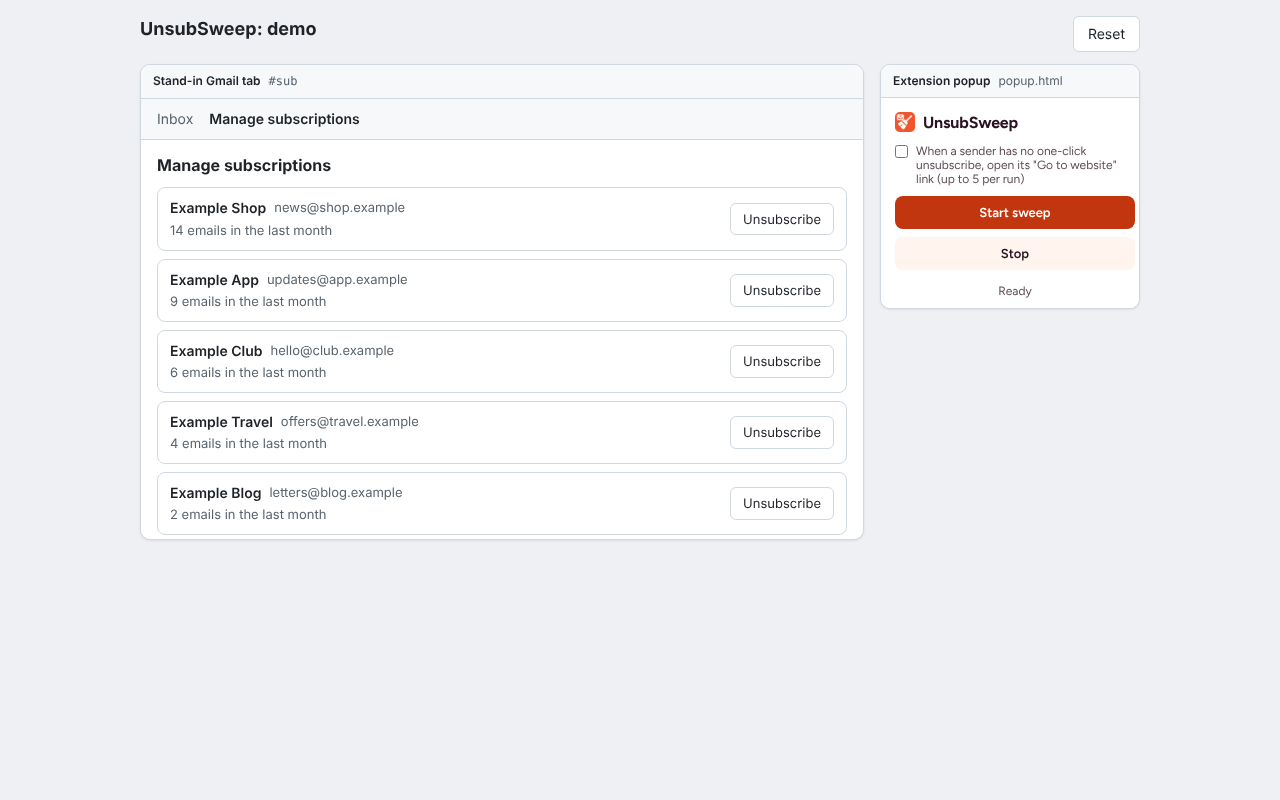 UnsubSweep: demo
Reset
Stand-in Gmail tab #sub
Inbox Manage subscriptions
Manage subscriptions
Example Shop news@shop.example
14 emails in the last month
Unsubscribe
Example App updates@app.example
9 emails in the last month
Unsubscribe
Example Club hello@club.example
6 emails in the last month
Unsubscribe
Example Travel offers@travel.example
4 emails in the last month
Unsubscribe
Example Blog letters@blog.example
2 emails in the last month
Unsubscribe
Extension popup popup.html
UnsubSweep
When a sender has no one-click
unsubscribe, open its "Go to website"
link (up to 5 per run)
Start sweep
Stop
Ready